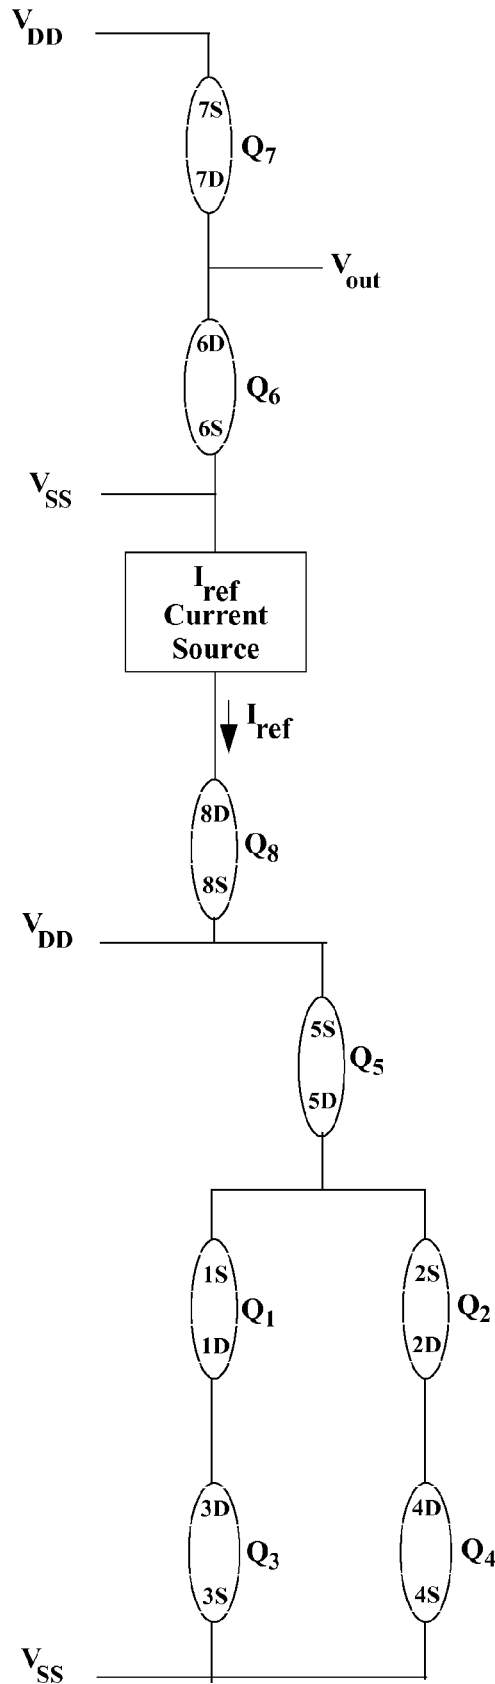 VDD
7S
Q7
7D
Vout
6D
Q6
6S
VSS
Iref
Current
Source
Iref
8D
Q8
8S
VDD
5S
Q5
5D
1S
2S
Q1
Q2
1D
2D
3D
4D
Q3
Q4
3S
4S
VSS